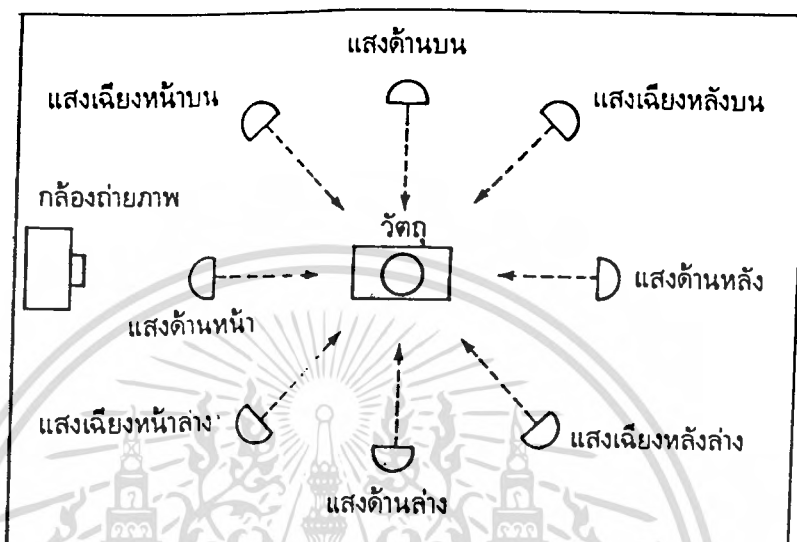 แสงด้านบน
แสงเฉียงหน้าบน
แสงเฉียงหลังบน
กล้องถ่ายภาพ
วัตถุ
แสงด้านหลัง
แสงด้านหน้า
แสงเฉียงหน้าล่าง
แสงเฉียงหลังล่าง
แสงด้านล่าง